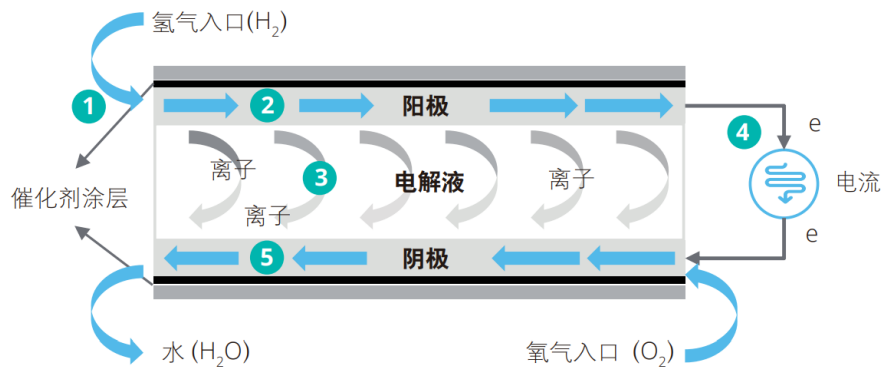 氢气入口(H₂)
1
2
阳极
4
e
离子
3
电解液
离子
电流
催化剂涂层
离子
e
5
阴极
水 (H₂O)
氧气入口 (O₂)